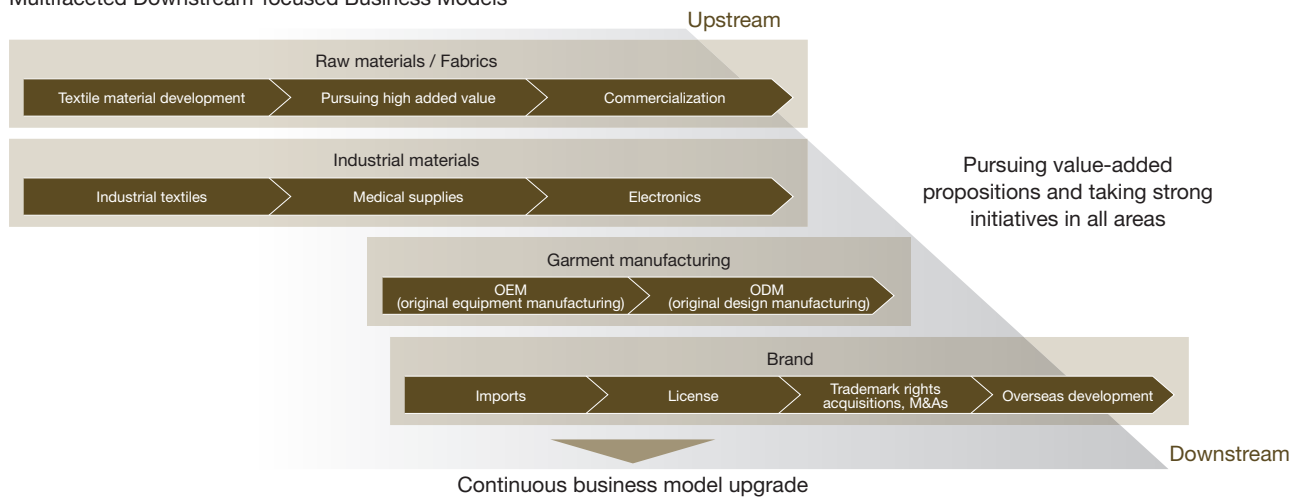 Multifaceted Downstream-focused Business Models
Upstream
Raw materials / Fabrics
Textile material development
Pursuing high added value
Commercialization
Industrial materials
Industrial textiles
Medical supplies
Electronics
Pursuing value-added
propositions and taking strong
initiatives in all areas
Garment manufacturing
OEM
(original equipment manufacturing)
ODM
(original design manufacturing)
Brand
Imports
License
Trademark rights
acquisitions, M&As
Overseas development
Downstream
Continuous business model upgrade